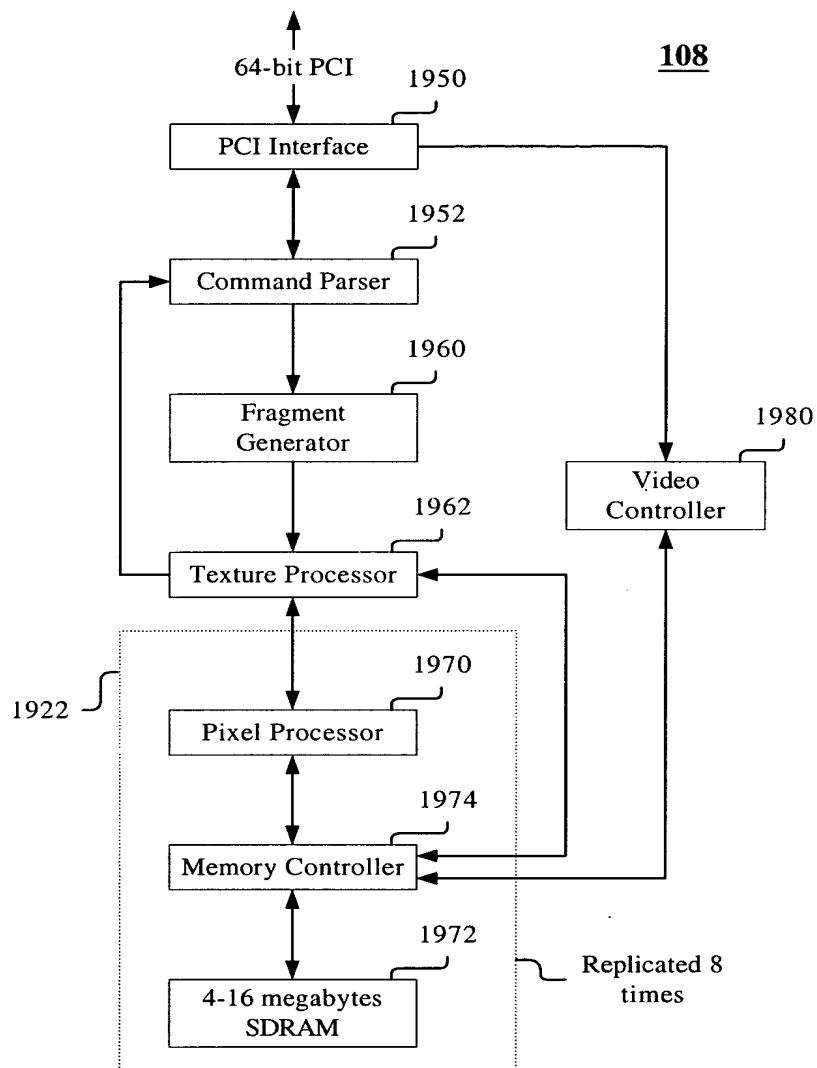 64-bit PCI
108
1950
PCI Interface
1952
Command Parser
1960
Fragment
Generator
1980
Video
Controller
1962
Texture Processor
1922
1970
Pixel Processor
1974
Memory Controller
1972
4-16 megabytes
SDRAM
Replicated 8
times